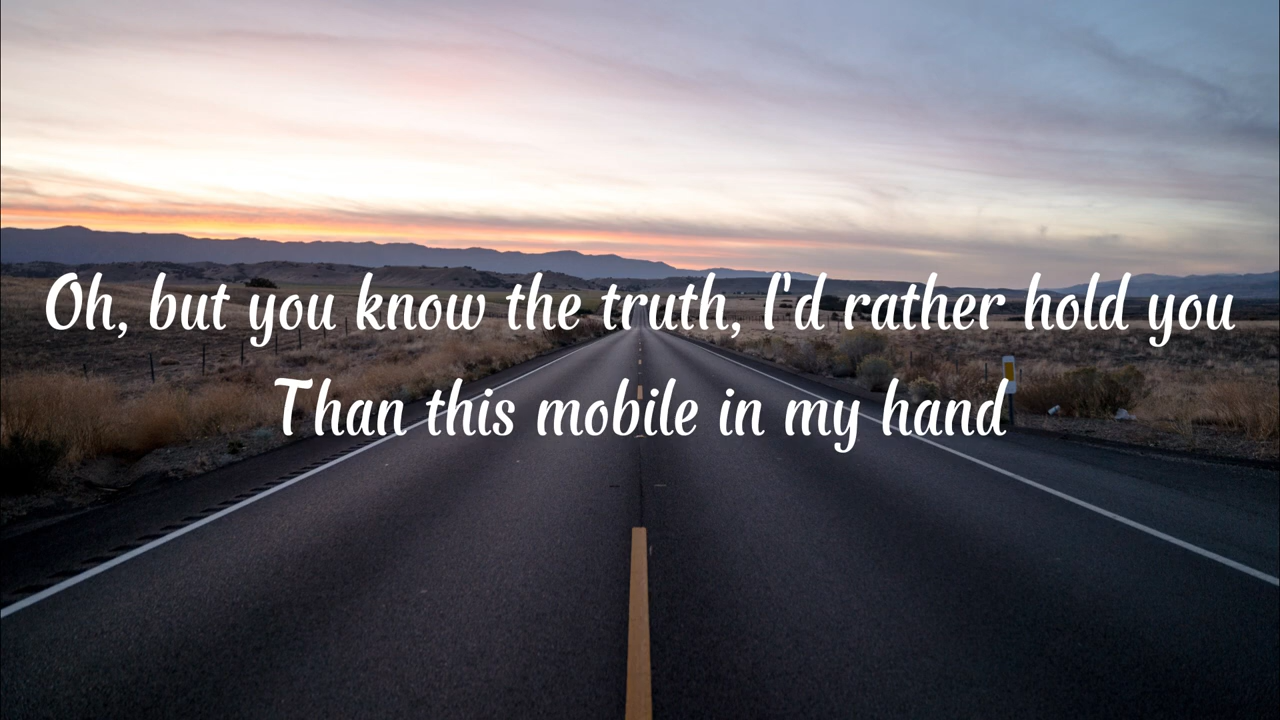 Oh, but you know the truth, I'd rather hold you
Than this mobile in my hand